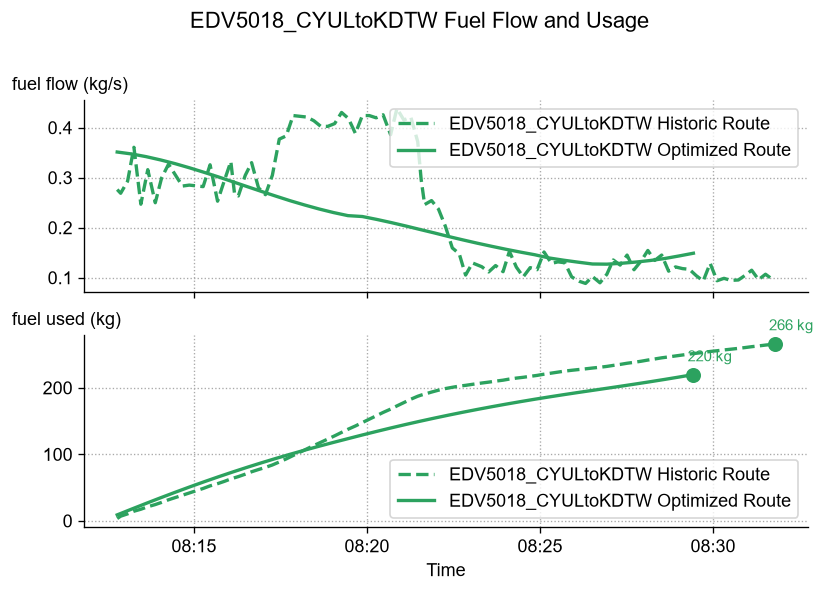 EDV5018_CYULtoKDTW Fuel Flow and Usage
fuel flow (kg/s)
EDV5018_CYULtoKDTW Historic Route
EDV5018_CYULtoKDTW Optimized Route
0.4
0.3
0.2
0.1
fuel used (kg)
266 kg
220 kg
200
100
0
EDV5018_CYULtoKDTW Historic Route
EDV5018_CYULtoKDTW Optimized Route
08:15 08:20 08:25 08:30
Time